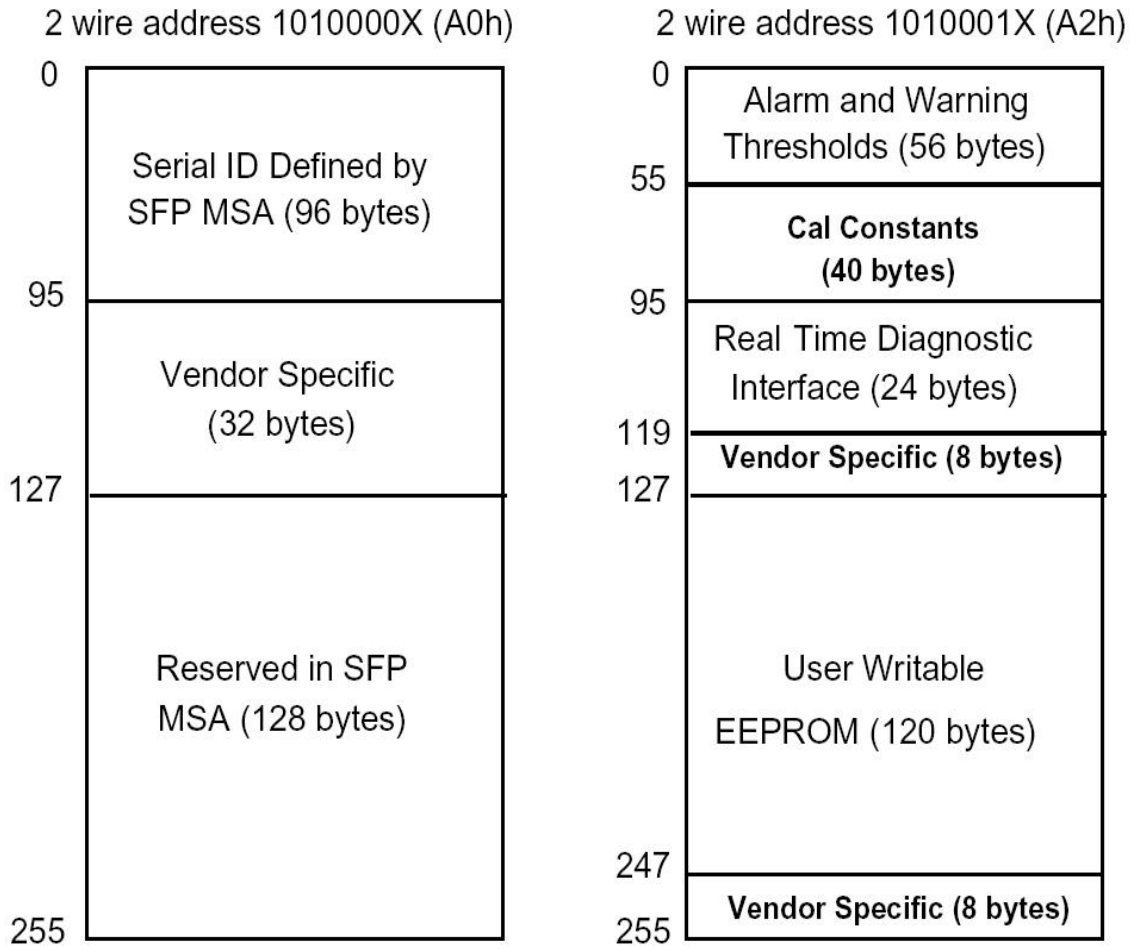 2 wire address 1010000X (A0h)
0
Serial ID Defined by
SFP MSA (96 bytes)
95
Vendor Specific
(32 bytes)
127
Reserved in SFP
MSA (128 bytes)
255
2 wire address 1010001X (A2h)
0
Alarm and Warning
Thresholds (56 bytes)
55
Cal Constants
(40 bytes)
95
Real Time Diagnostic
Interface (24 bytes)
119
Vendor Specific (8 bytes)
127
User Writable
EEPROM (120 bytes)
247
Vendor Specific (8 bytes)
255